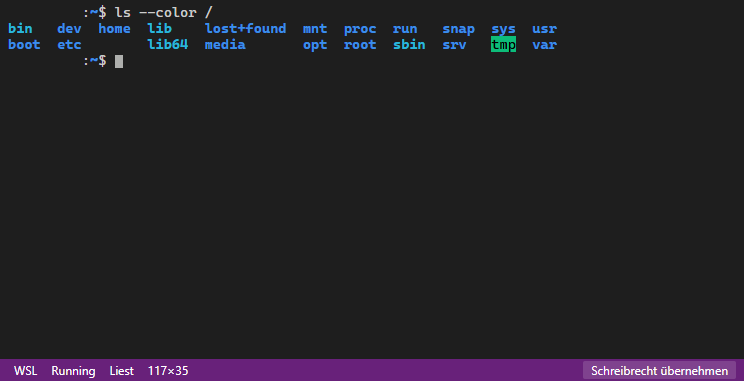 :~$ ls --color /
bin dev home lib lost+found mnt proc run snap sys usr
boot etc lib64 media opt root sbin srv tmp var
:~$
WSL Running Liest 117×35 Schreibrecht übernehmen